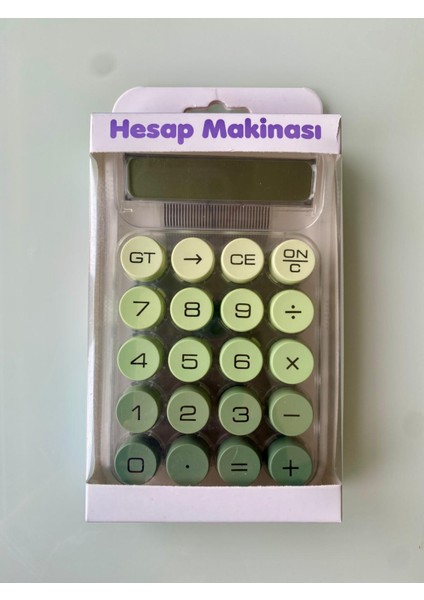 Hesap Makinası
GT → CE ON/C
7 8 9 ÷
4 5 6 ×
1 2 3 −
0 . = +